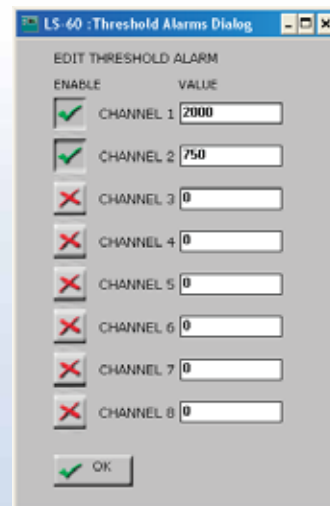 LS-60 :Threshold Alarms Dialog
EDIT THRESHOLD ALARM
ENABLE VALUE
CHANNEL 1 2000
CHANNEL 2 750
CHANNEL 3 0
CHANNEL 4 0
CHANNEL 5 0
CHANNEL 6 0
CHANNEL 7 0
CHANNEL 8 0
OK